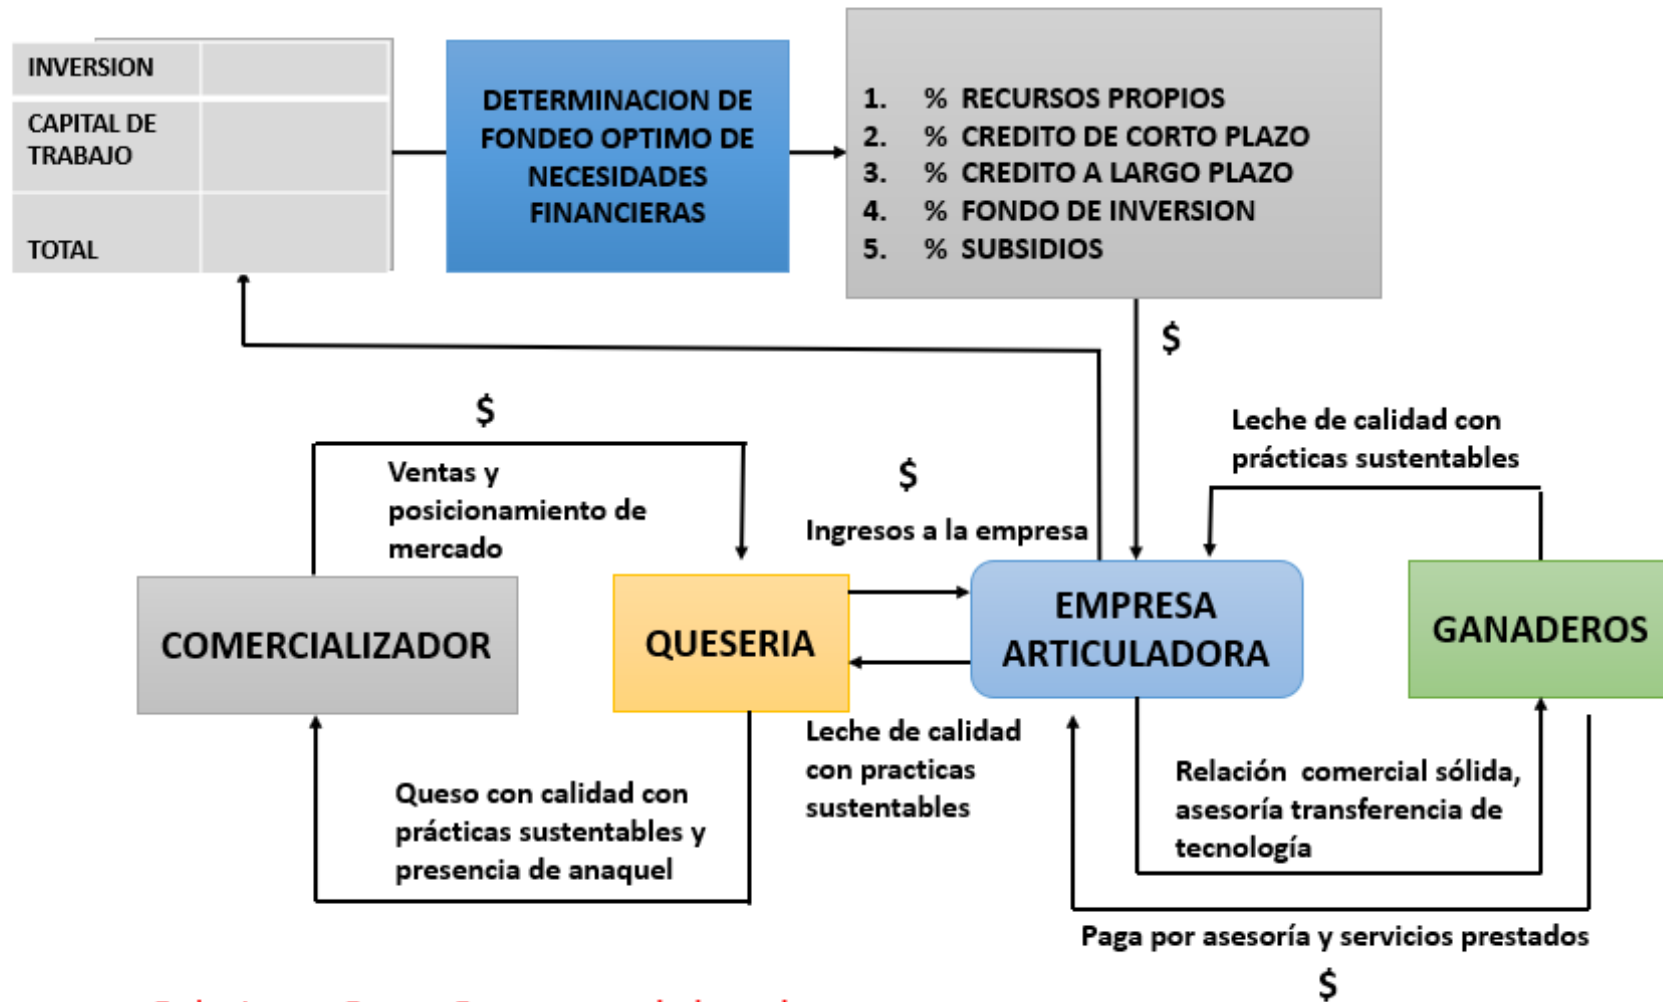 INVERSION
CAPITAL DE
TRABAJO
TOTAL
DETERMINACION DE
FONDEO OPTIMO DE
NECESIDADES
FINANCIERAS
1. % RECURSOS PROPIOS
2. % CREDITO DE CORTO PLAZO
3. % CREDITO A LARGO PLAZO
4. % FONDO DE INVERSION
5. % SUBSIDIOS
$
$
Ventas y
posicionamiento de
mercado
$
Ingresos a la empresa
Leche de calidad con
prácticas sustentables
COMERCIALIZADOR
QUESERIA
EMPRESA
ARTICULADORA
GANADEROS
Queso con calidad con
prácticas sustentables y
presencia de anaquel
Leche de calidad
con practicas
sustentables
Relación comercial sólida,
asesoría transferencia de
tecnología
Paga por asesoría y servicios prestados
$